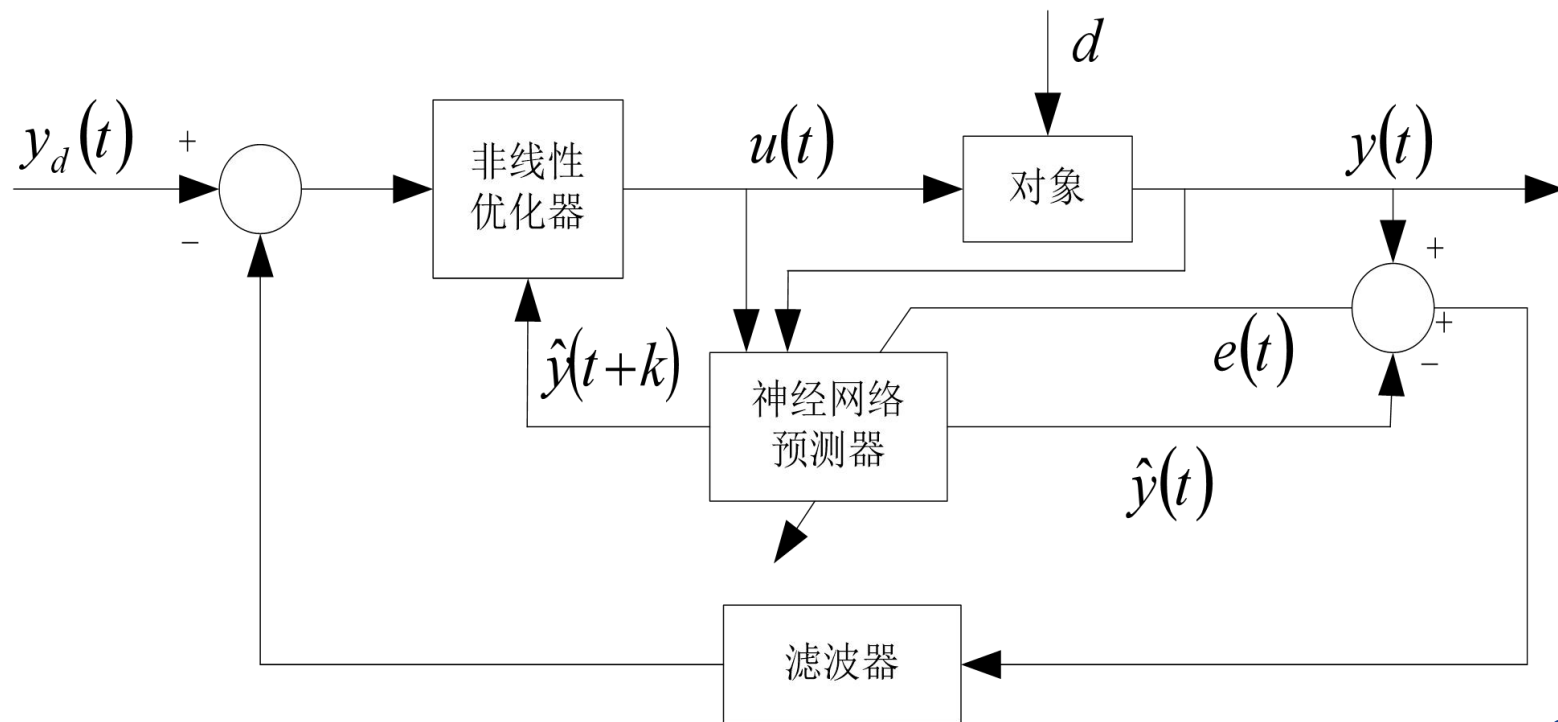 d
y_d(t)
+
非线性
优化器
u(t)
对象
y(t)
−
+
ŷ(t+k)
神经网络
预测器
e(t)
+
−
ŷ(t)
滤波器